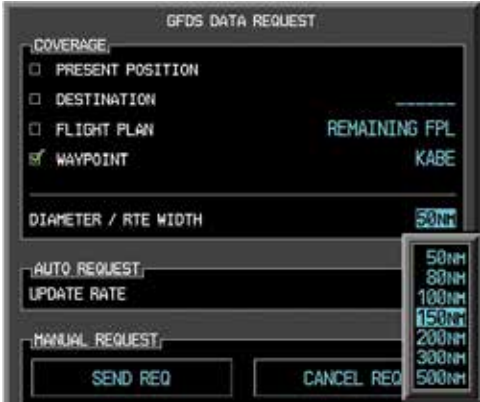 GFDS DATA REQUEST
COVERAGE
PRESENT POSITION
DESTINATION ______
FLIGHT PLAN REMAINING FPL
WAYPOINT KABE
DIAMETER / RTE WIDTH 50NM
50NM
80NM
100NM
150NM
200NM
300NM
500NM
AUTO REQUEST
UPDATE RATE
MANUAL REQUEST
SEND REQ CANCEL REQ